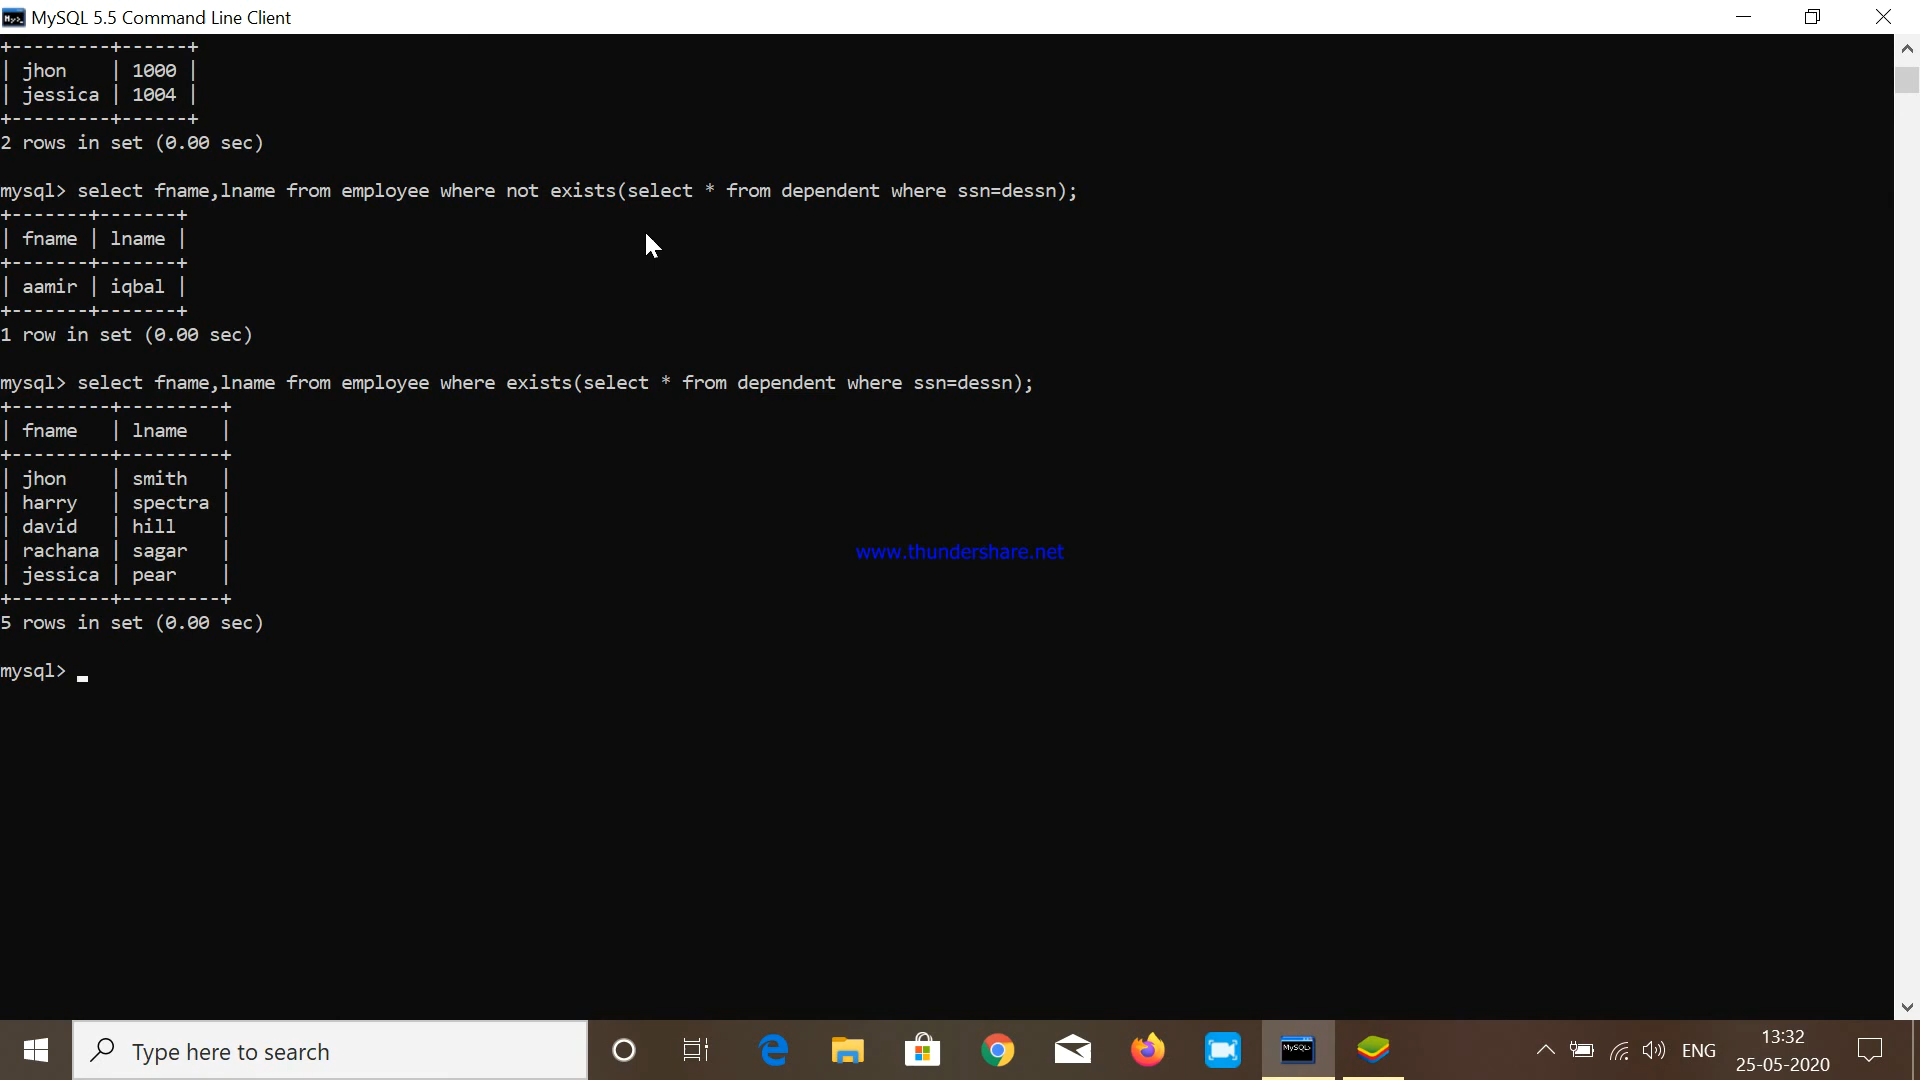 MySQL 5.5 Command Line Client
+---------+------+
| jhon    | 1000 |
| jessica | 1004 |
+---------+------+
2 rows in set (0.00 sec)
mysql> select fname,lname from employee where not exists(select * from dependent where ssn=dessn);
+-------+-------+
| fname | lname |
+-------+-------+
| aamir | iqbal |
+-------+-------+
1 row in set (0.00 sec)
mysql> select fname,lname from employee where exists(select * from dependent where ssn=dessn);
+---------+---------+
| fname   | lname   |
+---------+---------+
| jhon    | smith   |
| harry   | spectra |
| david   | hill    |
| rachana | sagar   |
| jessica | pear    |
+---------+---------+
www.thundershare.net
5 rows in set (0.00 sec)
mysql> _
Type here to search
MySQL
ENG
13:32
25-05-2020